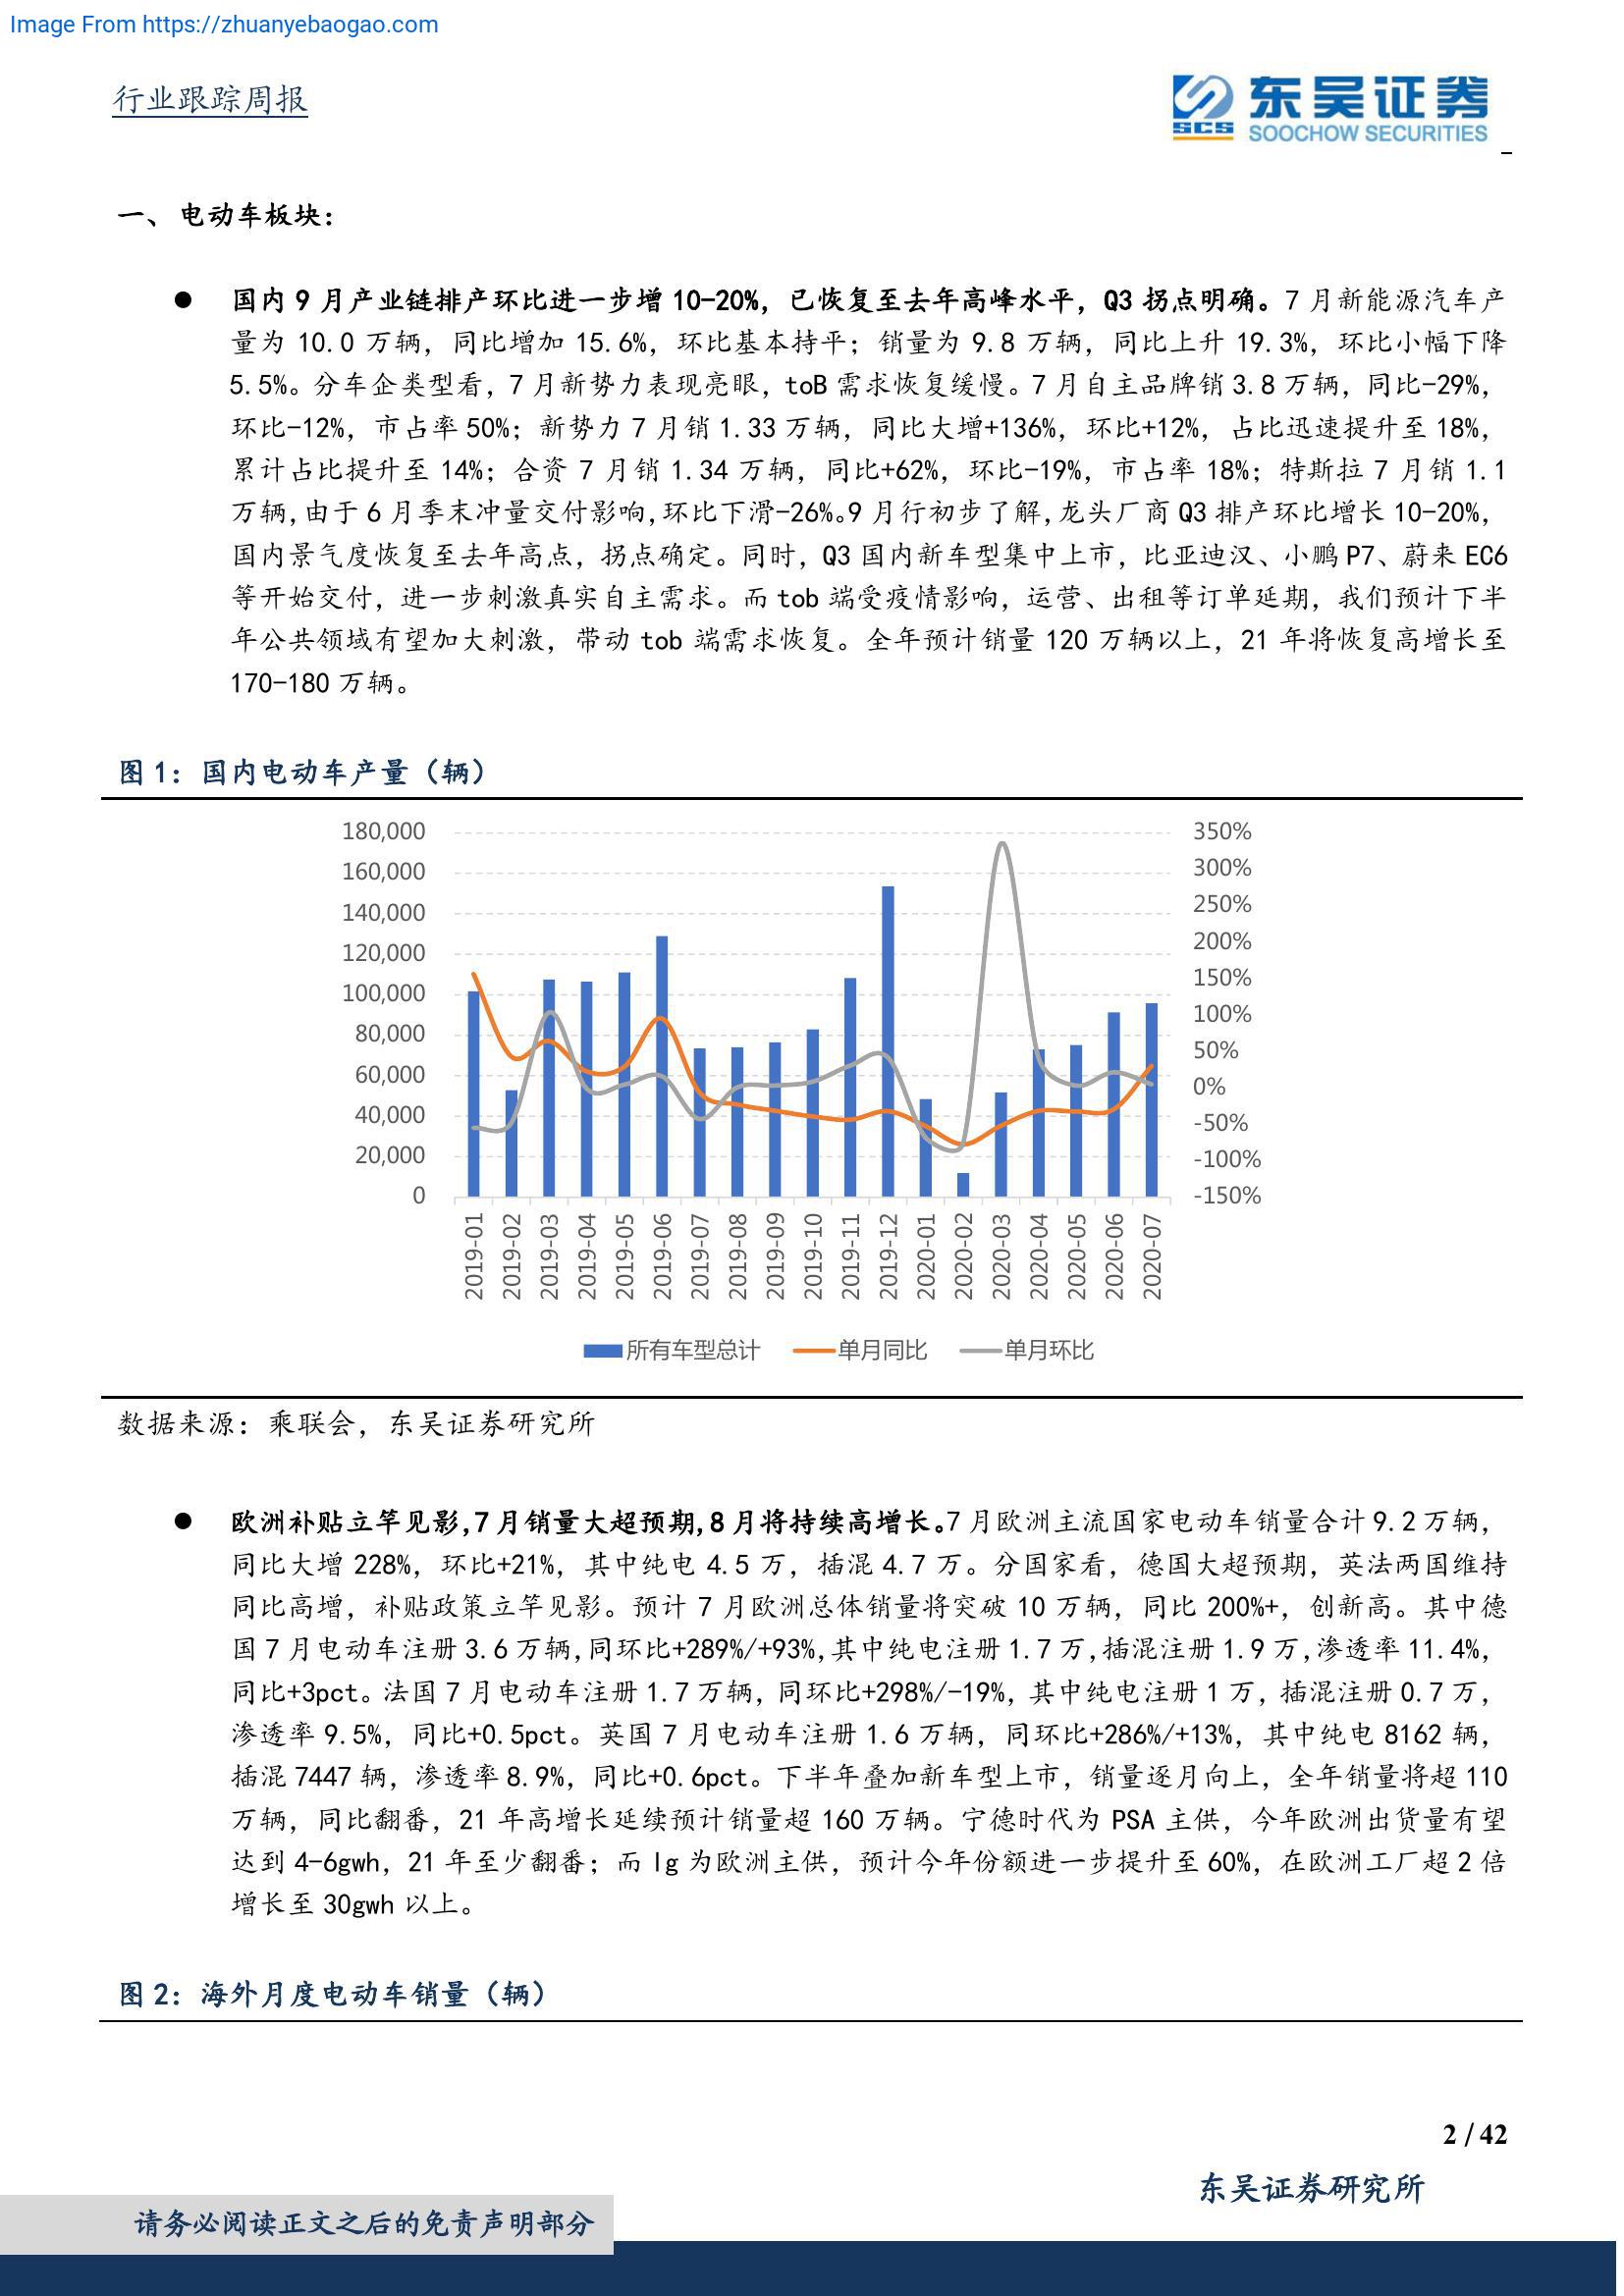 Image From https://zhuanyebaogao.com
行业跟踪周报
东吴证券
SCS
SOOCHOW SECURITIES
一、 电动车板块：
● 国内 9 月产业链排产环比进一步增 10-20%，已恢复至去年高峰水平，Q3 拐点明确。7 月新能源汽车产
量为 10.0 万辆，同比增加 15.6%，环比基本持平；销量为 9.8 万辆，同比上升 19.3%，环比小幅下降
5.5%。分车企类型看，7 月新势力表现亮眼，toB 需求恢复缓慢。7 月自主品牌销 3.8 万辆，同比-29%，
环比-12%，市占率 50%；新势力 7 月销 1.33 万辆，同比大增+136%，环比+12%，占比迅速提升至 18%，
累计占比提升至 14%；合资 7 月销 1.34 万辆，同比+62%，环比-19%，市占率 18%；特斯拉 7 月销 1.1
万辆,由于 6 月季末冲量交付影响,环比下滑-26%。9 月行初步了解,龙头厂商 Q3 排产环比增长 10-20%，
国内景气度恢复至去年高点，拐点确定。同时，Q3 国内新车型集中上市，比亚迪汉、小鹏 P7、蔚来 EC6
等开始交付，进一步刺激真实自主需求。而 tob 端受疫情影响，运营、出租等订单延期，我们预计下半
年公共领域有望加大刺激，带动 tob 端需求恢复。全年预计销量 120 万辆以上，21 年将恢复高增长至
170-180 万辆。
图 1：国内电动车产量（辆）
180,000
160,000
140,000
120,000
100,000
80,000
60,000
40,000
20,000
0
350%
300%
250%
200%
150%
100%
50%
0%
-50%
-100%
-150%
2019-01
2019-02
2019-03
2019-04
2019-05
2019-06
2019-07
2019-08
2019-09
2019-10
2019-11
2019-12
2020-01
2020-02
2020-03
2020-04
2020-05
2020-06
2020-07
所有车型总计 单月同比 单月环比
数据来源：乘联会，东吴证券研究所
● 欧洲补贴立竿见影,7 月销量大超预期,8 月将持续高增长。7 月欧洲主流国家电动车销量合计 9.2 万辆，
同比大增 228%，环比+21%，其中纯电 4.5 万，插混 4.7 万。分国家看，德国大超预期，英法两国维持
同比高增，补贴政策立竿见影。预计 7 月欧洲总体销量将突破 10 万辆，同比 200%+，创新高。其中德
国 7 月电动车注册 3.6 万辆,同环比+289%/+93%,其中纯电注册 1.7 万,插混注册 1.9 万,渗透率 11.4%，
同比+3pct。法国 7 月电动车注册 1.7 万辆，同环比+298%/-19%，其中纯电注册 1 万，插混注册 0.7 万，
渗透率 9.5%，同比+0.5pct。英国 7 月电动车注册 1.6 万辆，同环比+286%/+13%，其中纯电 8162 辆，
插混 7447 辆，渗透率 8.9%，同比+0.6pct。下半年叠加新车型上市，销量逐月向上，全年销量将超 110
万辆，同比翻番，21 年高增长延续预计销量超 160 万辆。宁德时代为 PSA 主供，今年欧洲出货量有望
达到 4-6gwh，21 年至少翻番；而 lg 为欧洲主供，预计今年份额进一步提升至 60%，在欧洲工厂超 2 倍
增长至 30gwh 以上。
图 2：海外月度电动车销量（辆）
2 / 42
东吴证券研究所
请务必阅读正文之后的免责声明部分